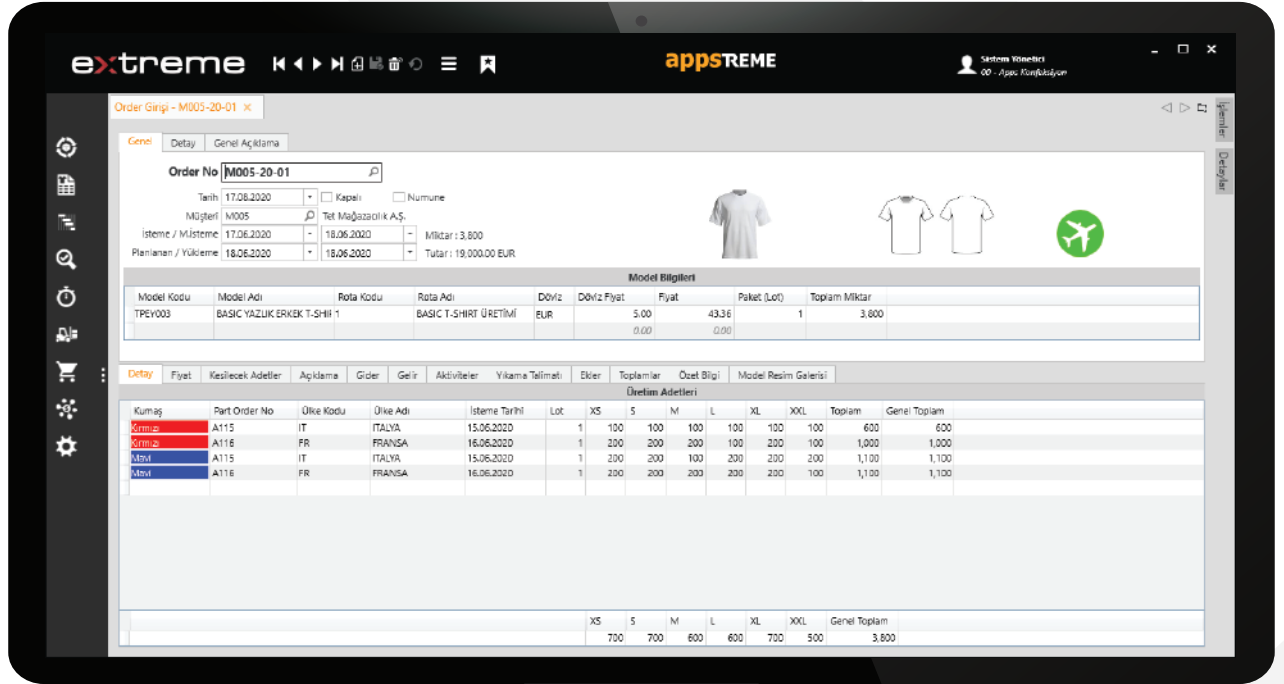 extreme
appsTREME
Sistem Yönetici
00 - Apps Konfeksiyon
Order Girişi - M005-20-01 ×
İşlemler
Detaylar
Genel Detay Genel Açıklama
Order No M005-20-01
Tarih 17.08.2020 Kapalı Numune
Müşteri M005 Tet Mağazacılık A.Ş.
İsteme / M.isteme 17.06.2020 18.06.2020 Miktar : 3,800
Planlanan / Yükleme 18.06.2020 18.06.2020 Tutar : 19,000.00 EUR
Model Bilgileri
Model Kodu Model Adı Rota Kodu Rota Adı Döviz Döviz Fiyat Fiyat Paket (Lot) Toplam Miktar
TPEY003 BASIC YAZLIK ERKEK T-SHIR 1 BASIC T-SHIRT ÜRETİMİ EUR 5.00 43.36 1 3,800
0.00 0.00
Detay Fiyat Kesilecek Adetler Açıklama Gider Gelir Aktiviteler Yıkama Talimatı Ekler Toplamlar Özet Bilgi Model Resim Galerisi
Üretim Adetleri
Kumaş Part Order No Ülke Kodu Ülke Adı İsteme Tarihi Lot XS S M L XL XXL Toplam Genel Toplam
Kırmızı A115 IT ITALYA 15.06.2020 1 100 100 100 100 100 100 600 600
Kırmızı A116 FR FRANSA 16.06.2020 1 200 200 200 100 200 100 1,000 1,000
Mavi A115 IT ITALYA 15.06.2020 1 200 200 100 200 200 200 1,100 1,100
Mavi A116 FR FRANSA 16.06.2020 1 200 200 200 200 200 100 1,100 1,100
XS S M L XL XXL Genel Toplam
700 700 600 600 700 500 3,800